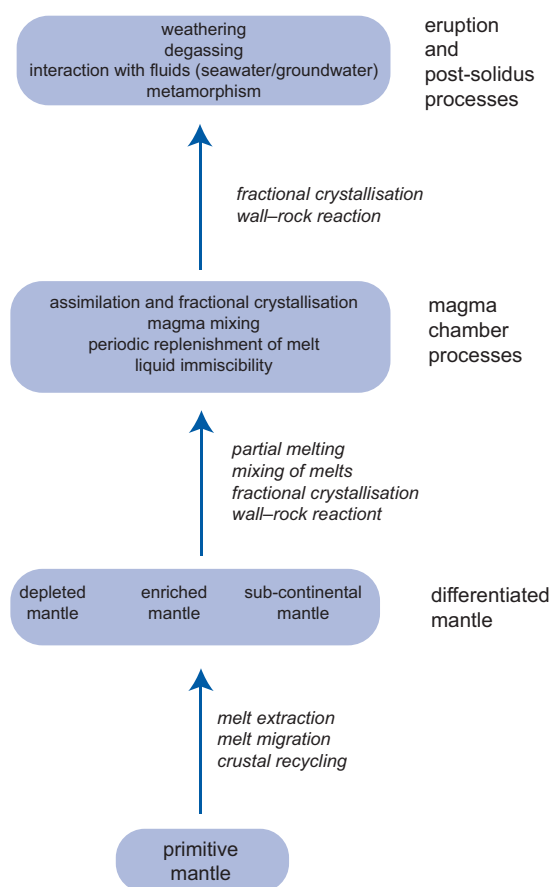 weathering
degassing
interaction with fluids (seawater/groundwater)
metamorphism
eruption
and
post-solidus
processes
fractional crystallisation
wall–rock reaction
assimilation and fractional crystallisation
magma mixing
periodic replenishment of melt
liquid immiscibility
magma
chamber
processes
partial melting
mixing of melts
fractional crystallisation
wall–rock reactiont
depleted
mantle
enriched
mantle
sub-continental
mantle
differentiated
mantle
melt extraction
melt migration
crustal recycling
primitive
mantle